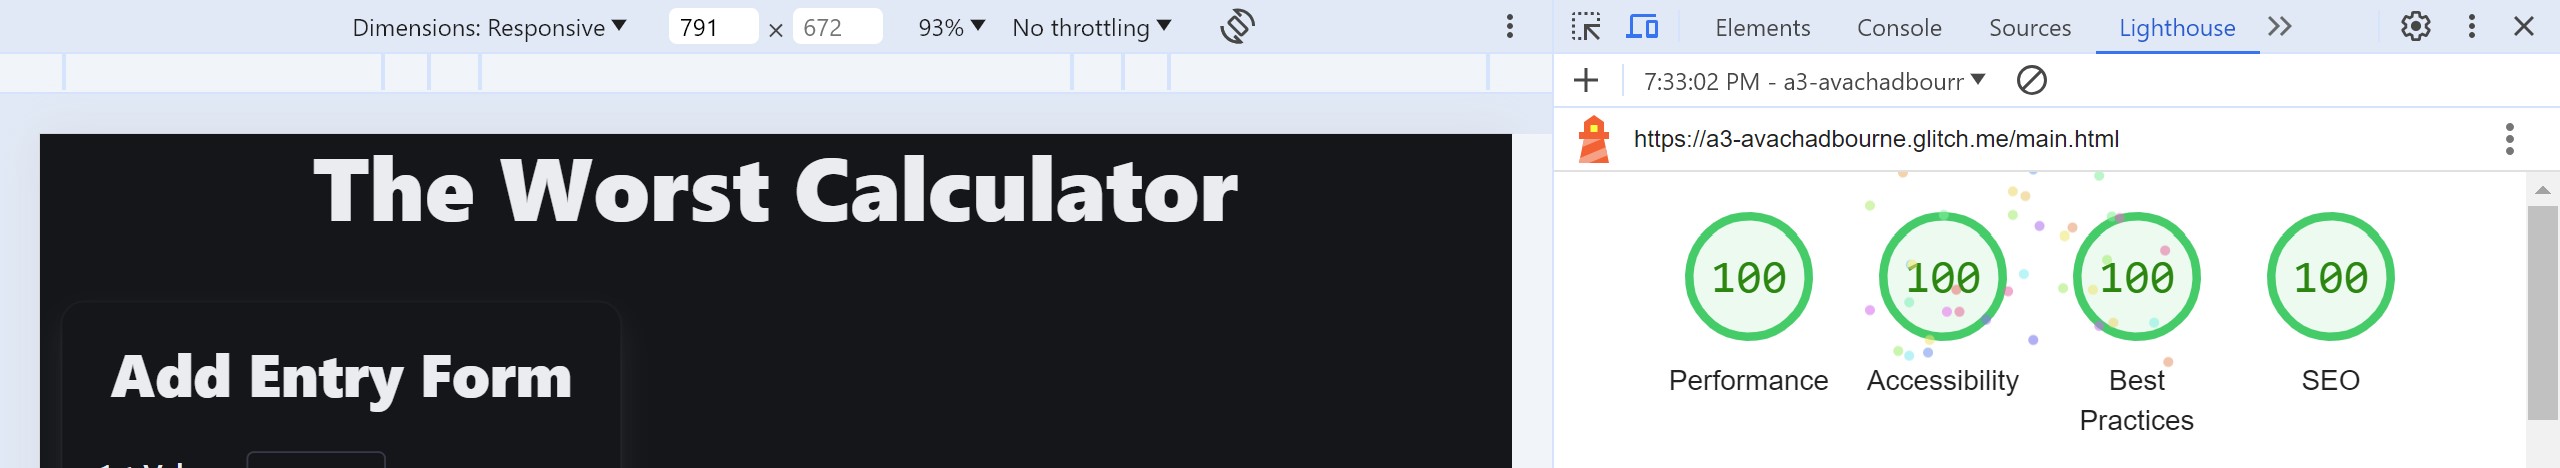 Dimensions: Responsive 791 × 672 93% No throttling
Elements Console Sources Lighthouse
7:33:02 PM - a3-avachadbourr
https://a3-avachadbourne.glitch.me/main.html
The Worst Calculator
Add Entry Form
100 100 100 100
Performance Accessibility Best Practices SEO